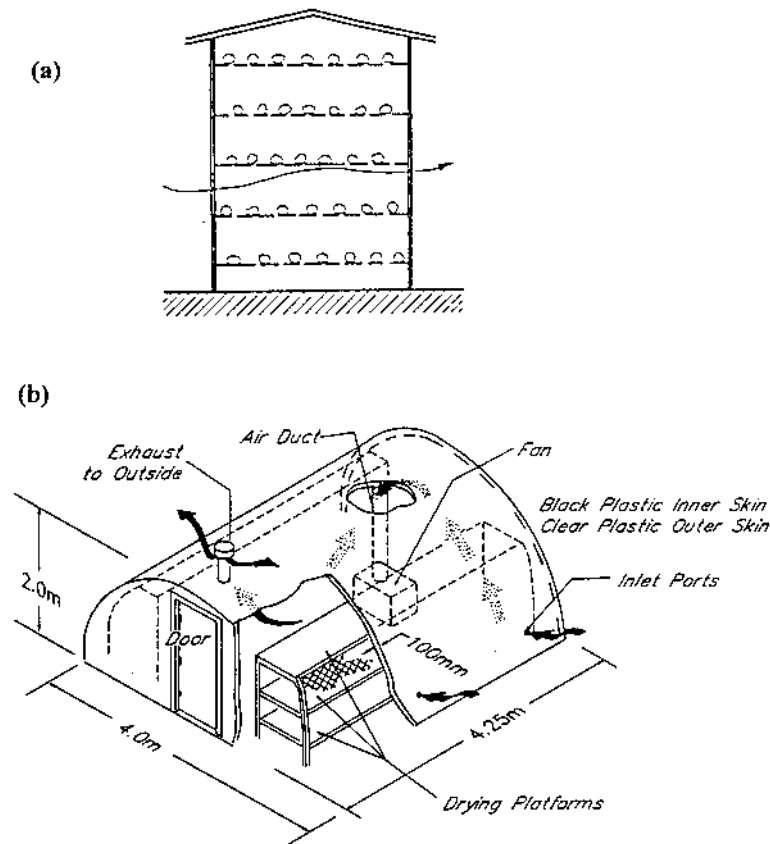 (a)
(b)
Exhaust
to Outside
Air Duct
Fan
Black Plastic Inner Skin
Clear Plastic Outer Skin
Inlet Ports
2.0m
Door
100mm
4.0m
4.25m
Drying Platforms